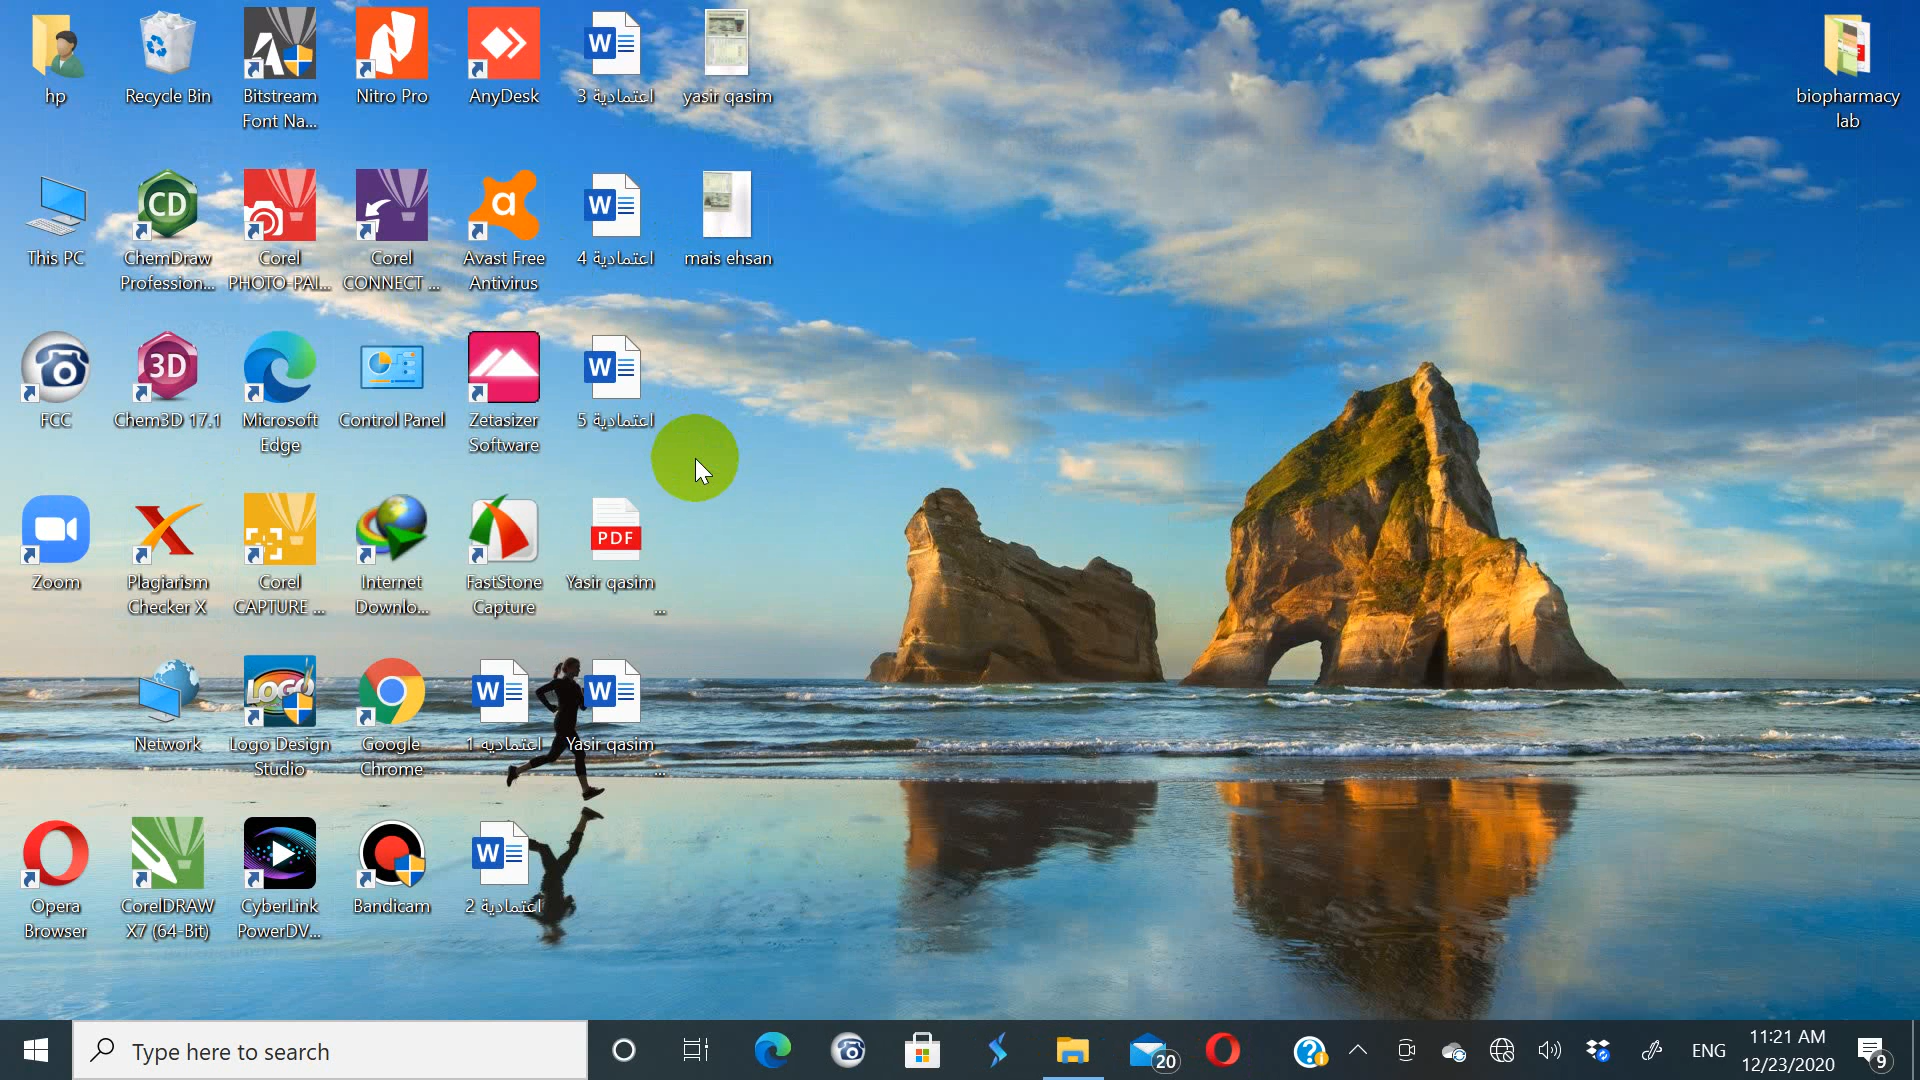 hp
Recycle Bin
Bitstream
Font Na...
Nitro Pro
AnyDesk
اعتمادية 3
yasir qasim
biopharmacy
lab
This PC
ChemDraw
Profession...
Corel
PHOTO-PAI...
Corel
CONNECT ...
Avast Free
Antivirus
اعتمادية 4
mais ehsan
FCC
Chem3D 17.1
Microsoft
Edge
Control Panel
Zetasizer
Software
اعتمادية 5
Zoom
Plagiarism
Checker X
Corel
CAPTURE ...
Internet
Downlo...
FastStone
Capture
PDF
Yasir qasim
...
Network
LOGO
Logo Design
Studio
Google
Chrome
اعتمادية 1
Yasir qasim
...
Opera
Browser
CorelDRAW
X7 (64-Bit)
CyberLink
PowerDV...
Bandicam
اعتمادية 2
CD
3D
a
W
W
W
W
W
W
Type here to search
20
ENG
11:21 AM
12/23/2020
9